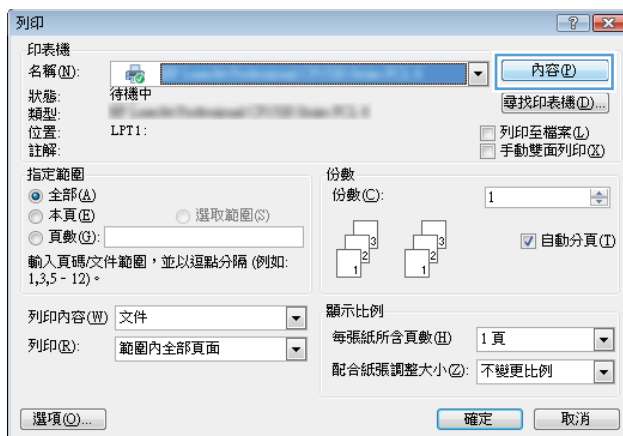 列印
印表機
名稱(N):
內容(P)
狀態: 待機中
類型:
尋找印表機(D)...
位置: LPT1:
列印至檔案(L)
註解:
手動雙面列印(X)
指定範圍
全部(A)
本頁(E) 選取範圍(S)
頁數(G):
輸入頁碼/文件範圍，並以逗點分隔 (例如:
1,3,5 - 12)。
份數
份數(C): 1
1 2 3 1 2 3
自動分頁(T)
列印內容(W) 文件
列印(R): 範圍內全部頁面
顯示比例
每張紙所含頁數(H) 1 頁
配合紙張調整大小(Z): 不變更比例
選項(O)... 確定 取消